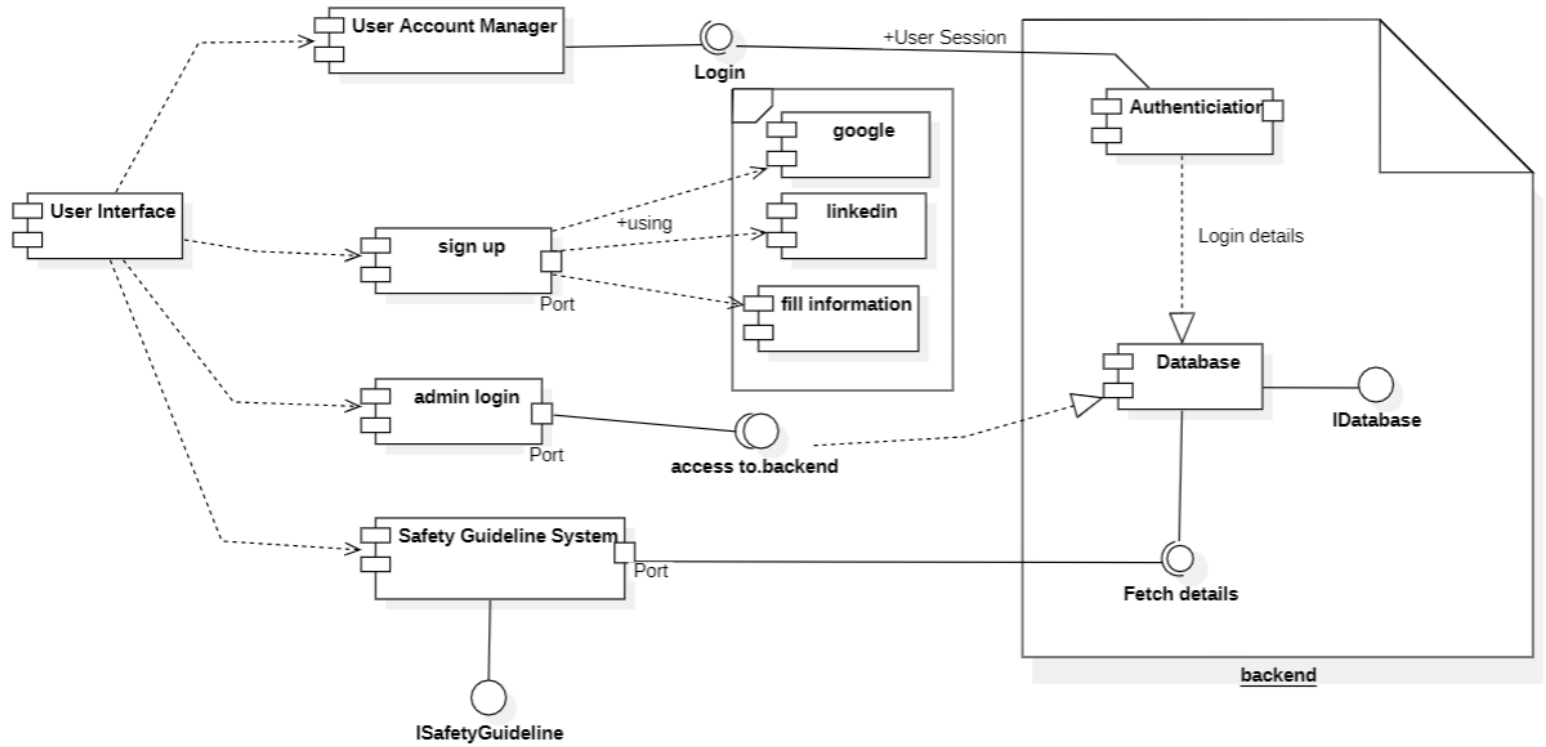 User Account Manager
Login
+User Session
Authenticiation
google
User Interface
linkedin
+using
sign up
Login details
Port
fill information
Database
admin login
IDatabase
Port
access to.backend
Safety Guideline System
Port
Fetch details
backend
ISafetyGuideline